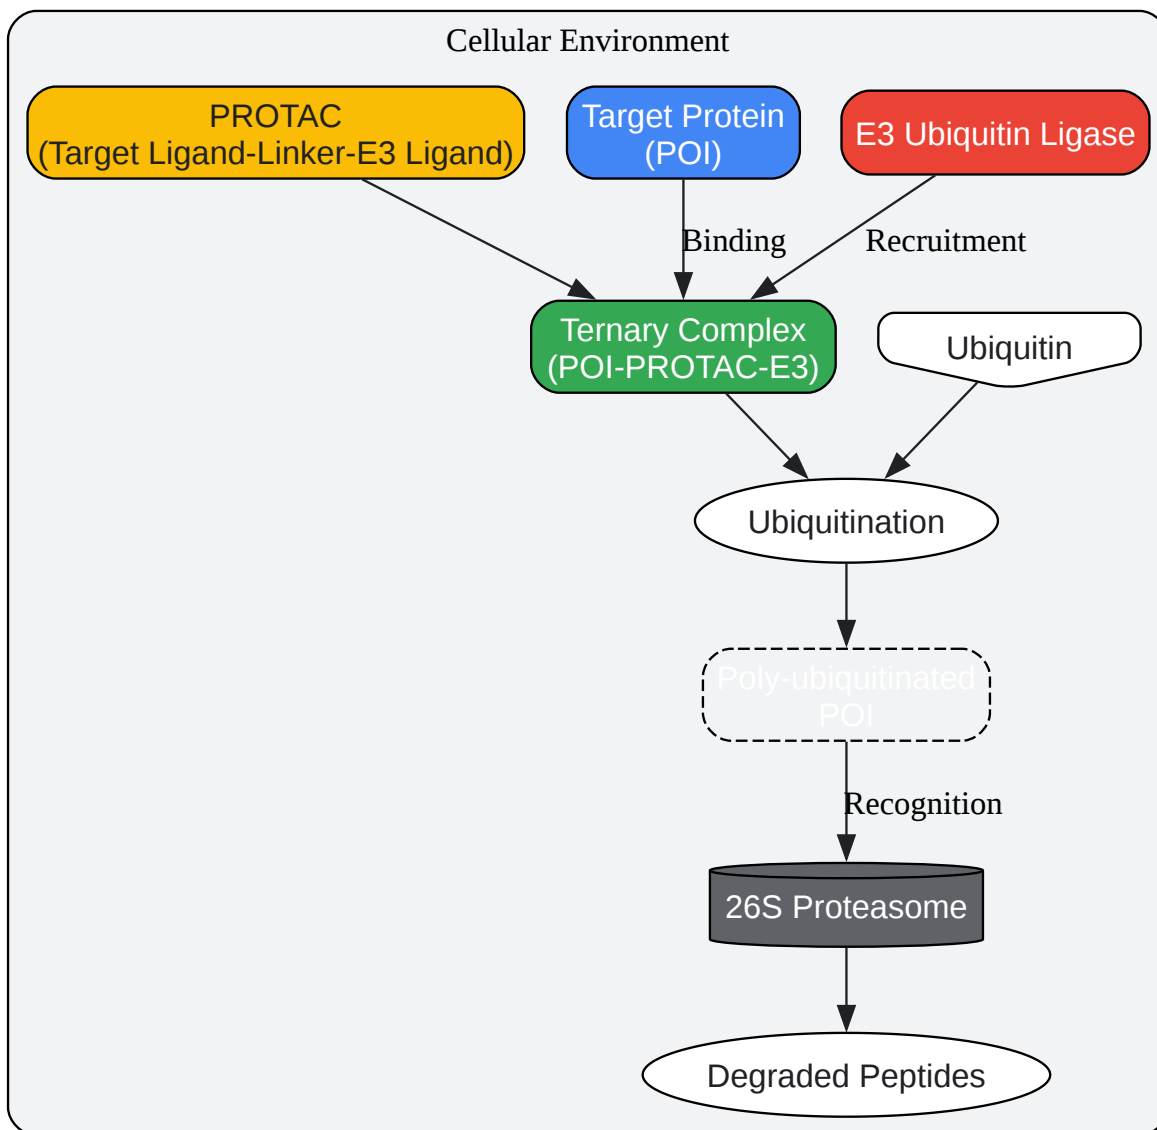 Cellular Environment
PROTAC
(Target Ligand-Linker-E3 Ligand)
Target Protein
(POI)
E3 Ubiquitin Ligase
Binding
Recruitment
Ternary Complex
(POI-PROTAC-E3)
Ubiquitin
Ubiquitination
Poly-ubiquitinated
POI
Recognition
26S Proteasome
Degraded Peptides